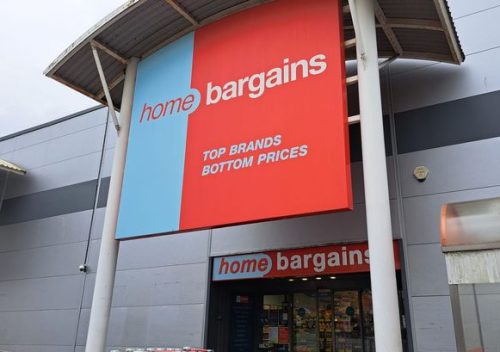 home bargains
TOP BRANDS
BOTTOM PRICES
home bargains